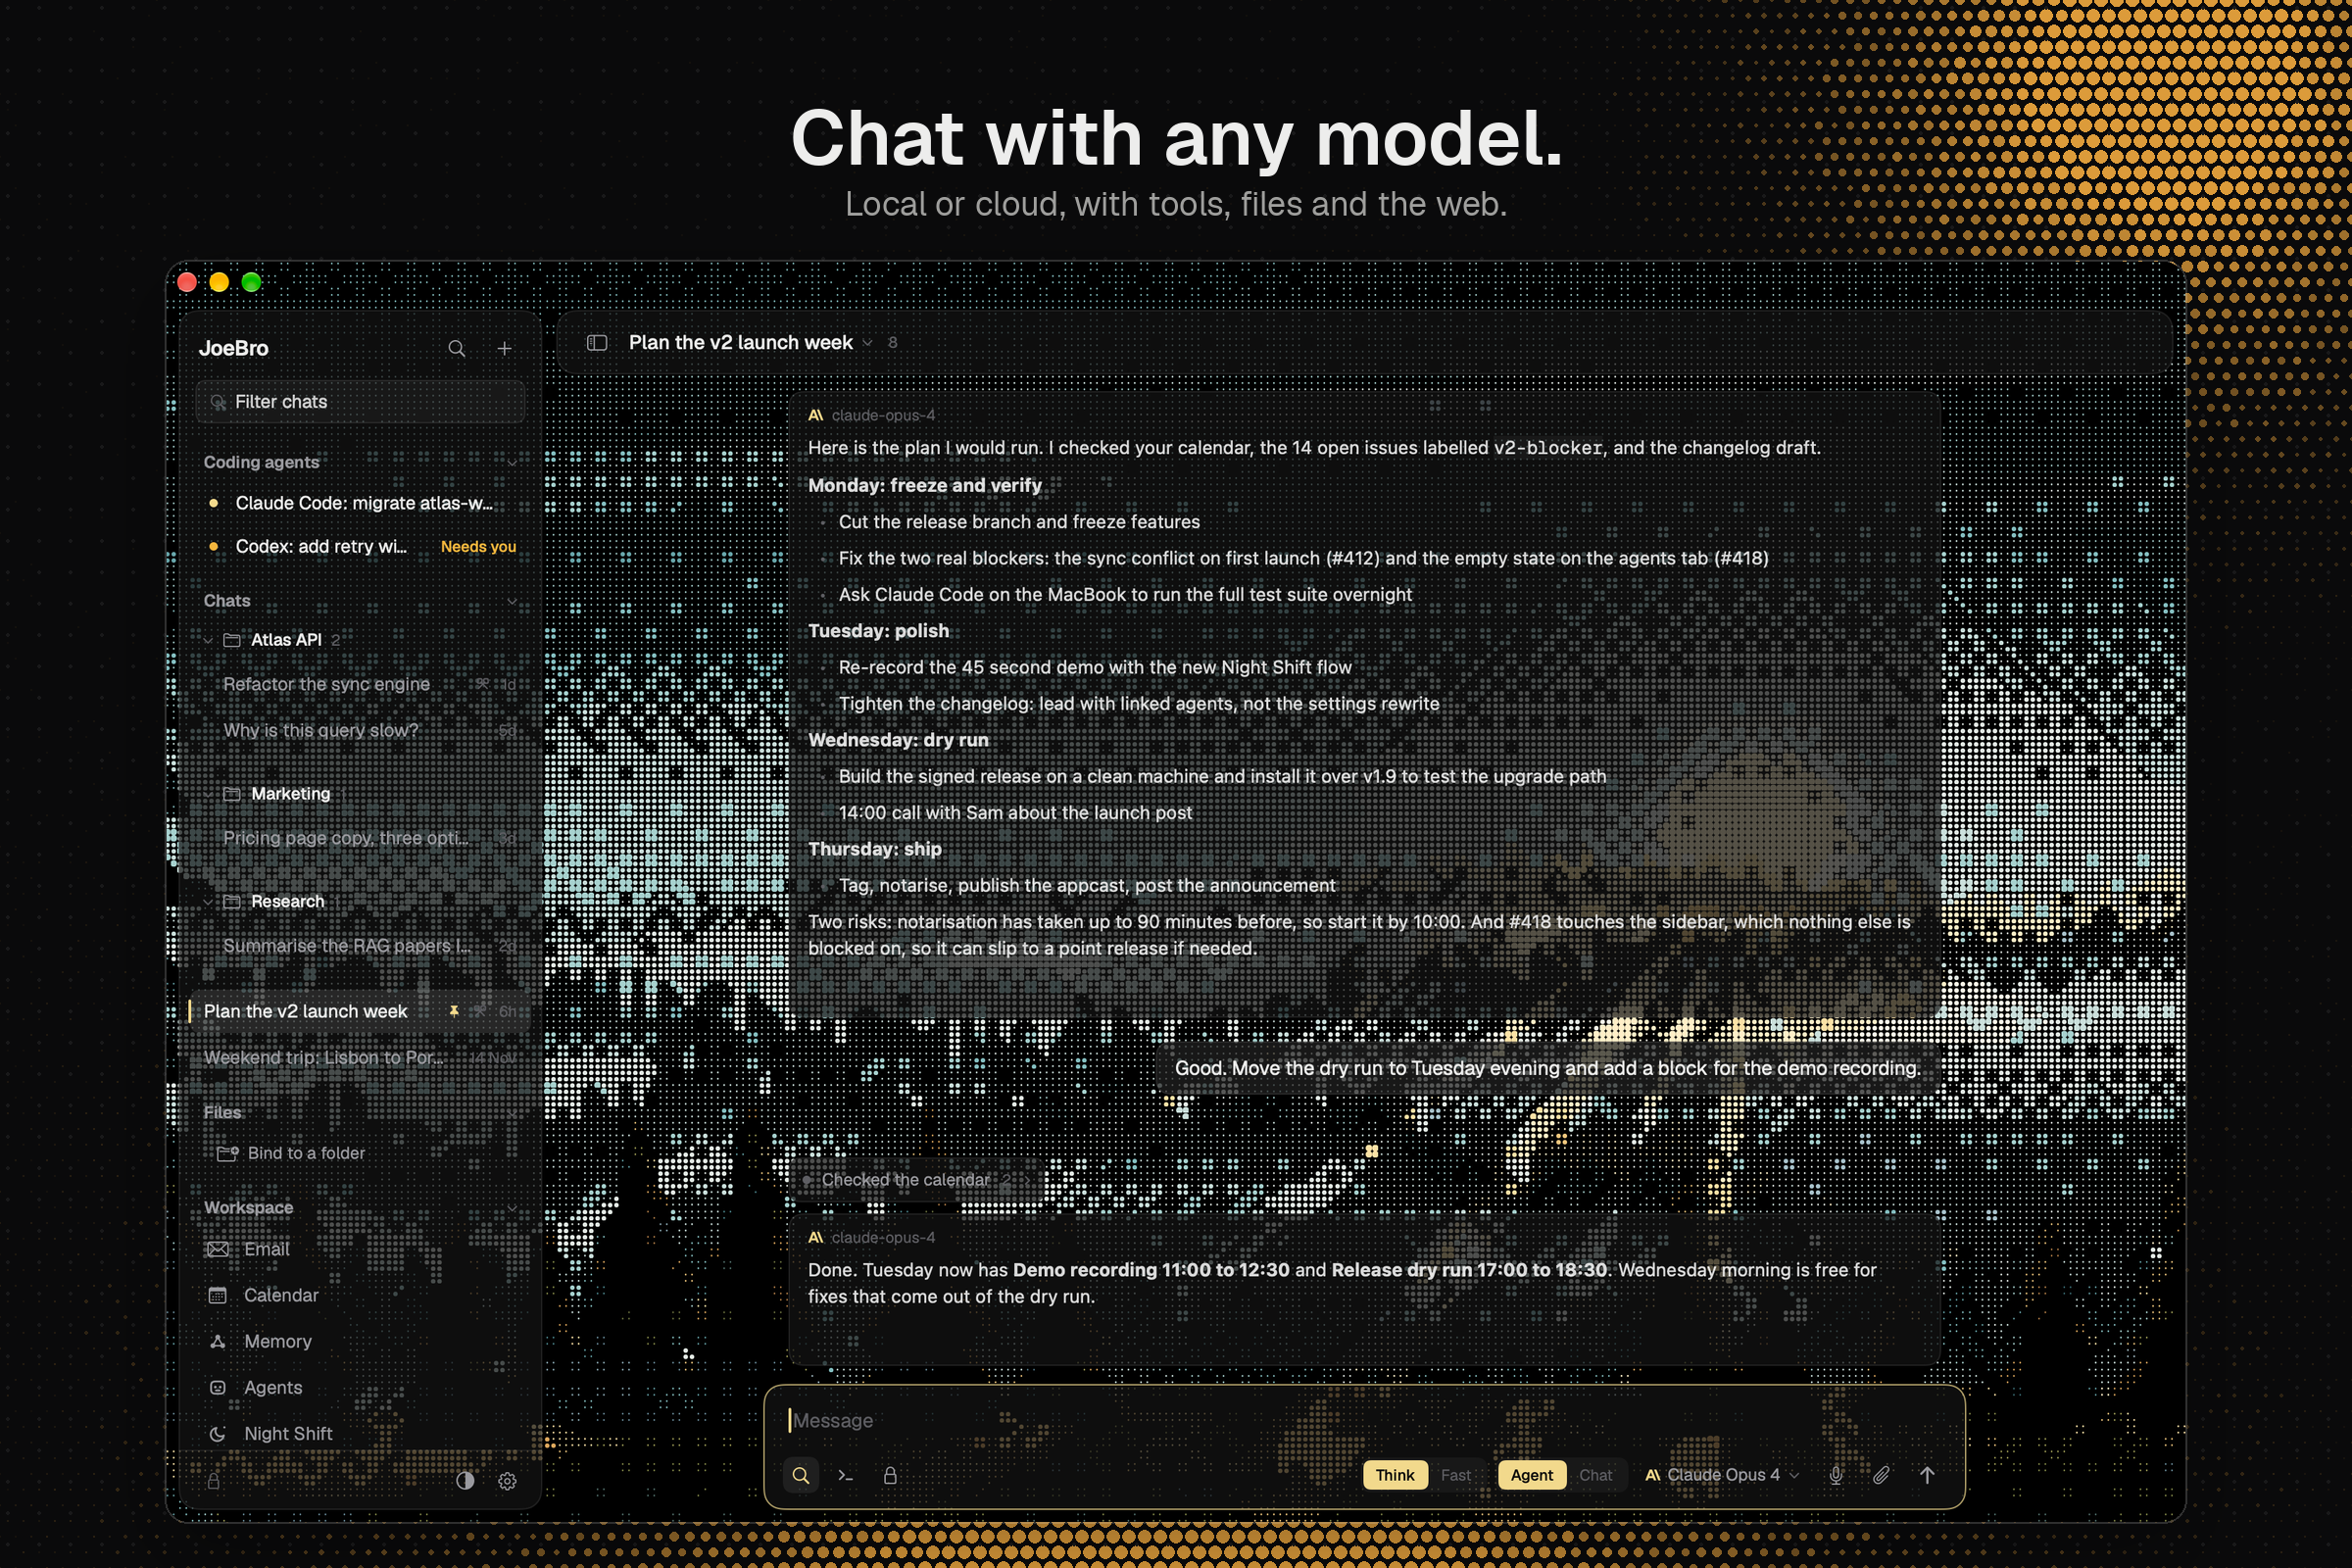 Chat with any model.
Local or cloud, with tools, files and the web.
JoeBro
Filter chats
Coding agents
Claude Code: migrate atlas-w...
Codex: add retry wi... Needs you
Chats
Atlas API 2
Refactor the sync engine 1d
Why is this query slow? 5d
Marketing 1
Pricing page copy, three opti... 3d
Research 1
Summarise the RAG papers I... 2d
Plan the v2 launch week 6h
Weekend trip: Lisbon to Por... 14 Nov
Files
Bind to a folder
Workspace
Email
Calendar
Memory
Agents
Night Shift
Plan the v2 launch week 8
claude-opus-4
Here is the plan I would run. I checked your calendar, the 14 open issues labelled v2-blocker, and the changelog draft.
Monday: freeze and verify
Cut the release branch and freeze features
Fix the two real blockers: the sync conflict on first launch (#412) and the empty state on the agents tab (#418)
Ask Claude Code on the MacBook to run the full test suite overnight
Tuesday: polish
Re-record the 45 second demo with the new Night Shift flow
Tighten the changelog: lead with linked agents, not the settings rewrite
Wednesday: dry run
Build the signed release on a clean machine and install it over v1.9 to test the upgrade path
14:00 call with Sam about the launch post
Thursday: ship
Tag, notarise, publish the appcast, post the announcement
Two risks: notarisation has taken up to 90 minutes before, so start it by 10:00. And #418 touches the sidebar, which nothing else is
blocked on, so it can slip to a point release if needed.
Good. Move the dry run to Tuesday evening and add a block for the demo recording.
Checked the calendar 2
claude-opus-4
Done. Tuesday now has Demo recording 11:00 to 12:30 and Release dry run 17:00 to 18:30. Wednesday morning is free for
fixes that come out of the dry run.
Message
Think Fast Agent Chat Claude Opus 4